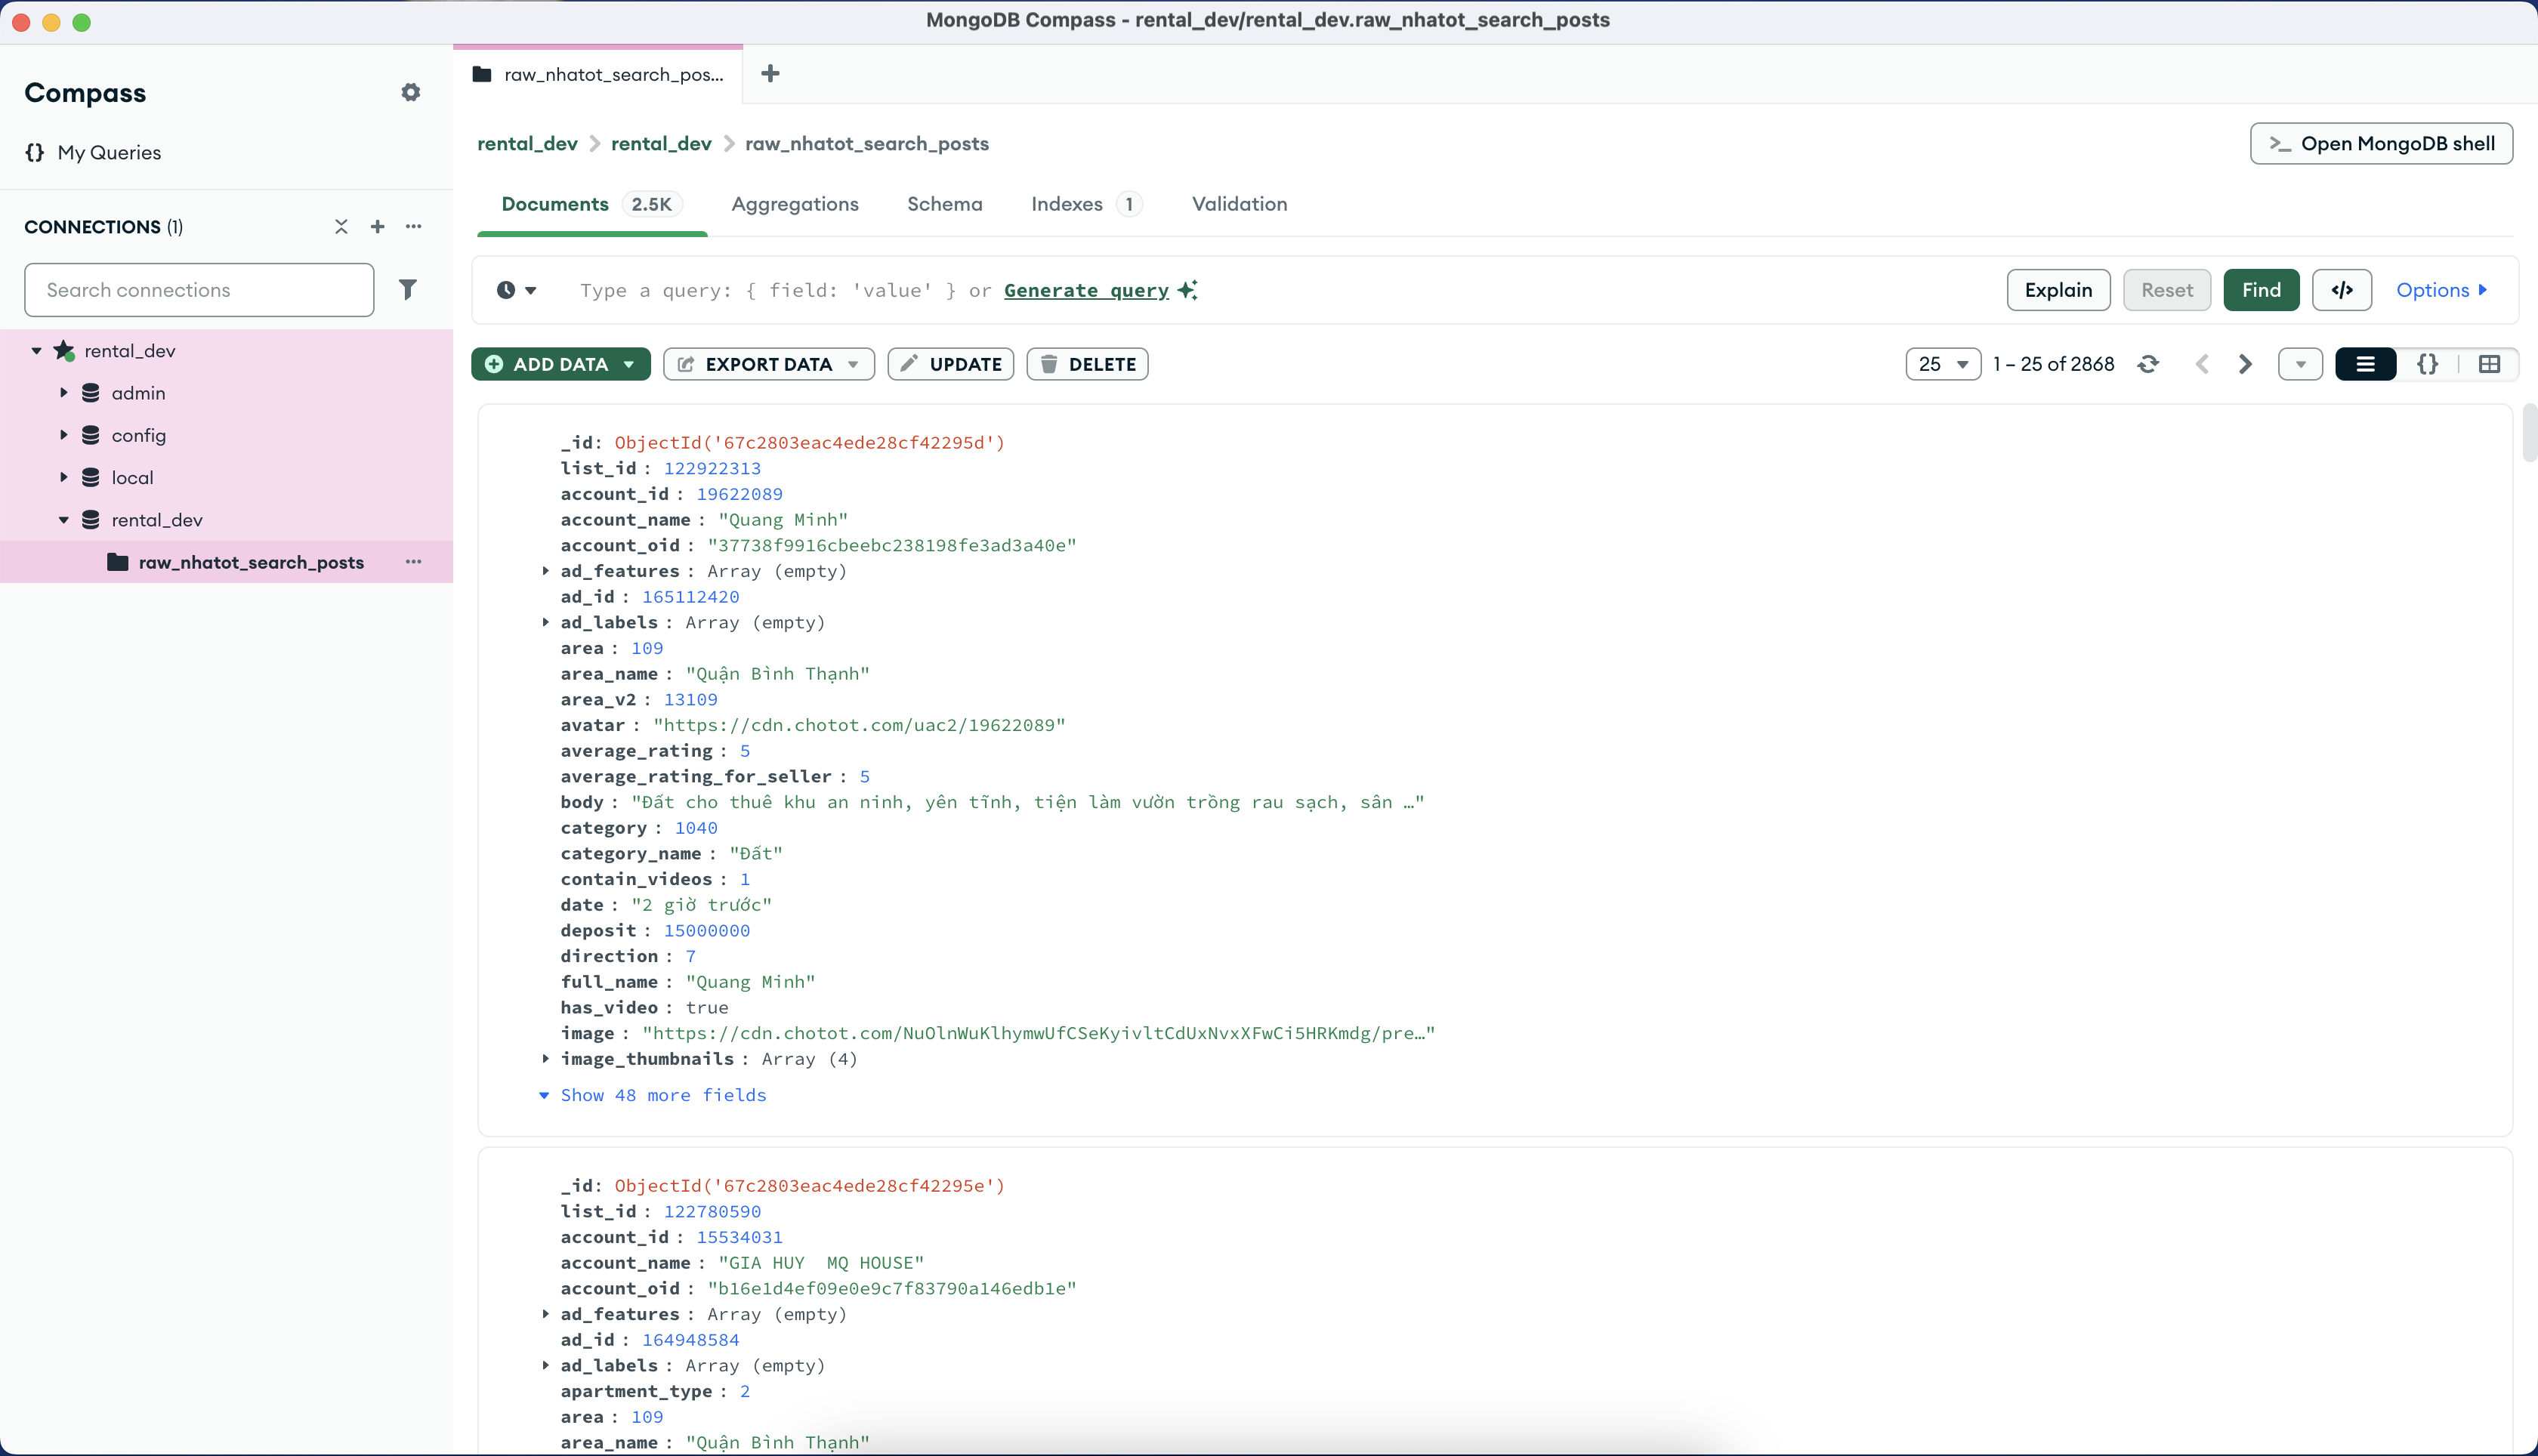 MongoDB Compass - rental_dev/rental_dev.raw_nhatot_search_posts
Compass
{} My Queries
CONNECTIONS (1)
Search connections
rental_dev
admin
config
local
rental_dev
raw_nhatot_search_posts
raw_nhatot_search_pos...
rental_dev > rental_dev > raw_nhatot_search_posts
>_ Open MongoDB shell
Documents 2.5K Aggregations Schema Indexes 1 Validation
Type a query: { field: 'value' } or Generate query
Explain Reset Find </> Options
ADD DATA EXPORT DATA UPDATE DELETE
25 1 – 25 of 2868 {}
_id: ObjectId('67c2803eac4ede28cf42295d')
list_id : 122922313
account_id : 19622089
account_name : "Quang Minh"
account_oid : "37738f9916cbeebc238198fe3ad3a40e"
ad_features : Array (empty)
ad_id : 165112420
ad_labels : Array (empty)
area : 109
area_name : "Quận Bình Thạnh"
area_v2 : 13109
avatar : "https://cdn.chotot.com/uac2/19622089"
average_rating : 5
average_rating_for_seller : 5
body : "Đất cho thuê khu an ninh, yên tĩnh, tiện làm vườn trồng rau sạch, sân …"
category : 1040
category_name : "Đất"
contain_videos : 1
date : "2 giờ trước"
deposit : 15000000
direction : 7
full_name : "Quang Minh"
has_video : true
image : "https://cdn.chotot.com/NuOlnWuKlhymwUfCSeKyivltCdUxNvxXFwCi5HRKmdg/pre…"
image_thumbnails : Array (4)
Show 48 more fields
_id: ObjectId('67c2803eac4ede28cf42295e')
list_id : 122780590
account_id : 15534031
account_name : "GIA HUY  MQ HOUSE"
account_oid : "b16e1d4ef09e0e9c7f83790a146edb1e"
ad_features : Array (empty)
ad_id : 164948584
ad_labels : Array (empty)
apartment_type : 2
area : 109
area_name : "Quận Bình Thạnh"